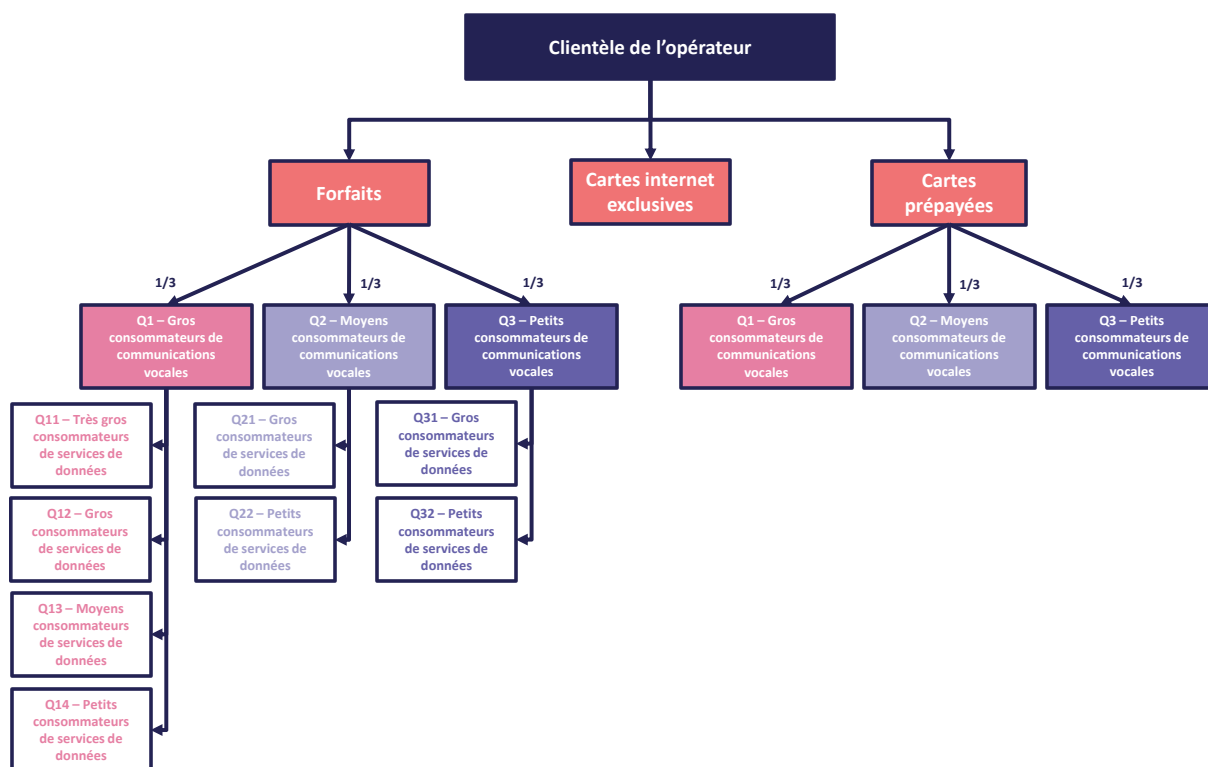 Clientèle de l'opérateur
Forfaits
Cartes internet
exclusives
Cartes
prépayées
1/3
1/3
1/3
1/3
1/3
1/3
Q1 – Gros
consommateurs de
communications
vocales
Q2 – Moyens
consommateurs de
communications
vocales
Q3 – Petits
consommateurs de
communications
vocales
Q1 – Gros
consommateurs de
communications
vocales
Q2 – Moyens
consommateurs de
communications
vocales
Q3 – Petits
consommateurs de
communications
vocales
Q11 – Très gros
consommateurs
de services de
données
Q21 – Gros
consommateurs
de services de
données
Q31 – Gros
consommateurs
de services de
données
Q12 – Gros
consommateurs
de services de
données
Q22 – Petits
consommateurs
de services de
données
Q32 – Petits
consommateurs
de services de
données
Q13 – Moyens
consommateurs
de services de
données
Q14 – Petits
consommateurs
de services de
données